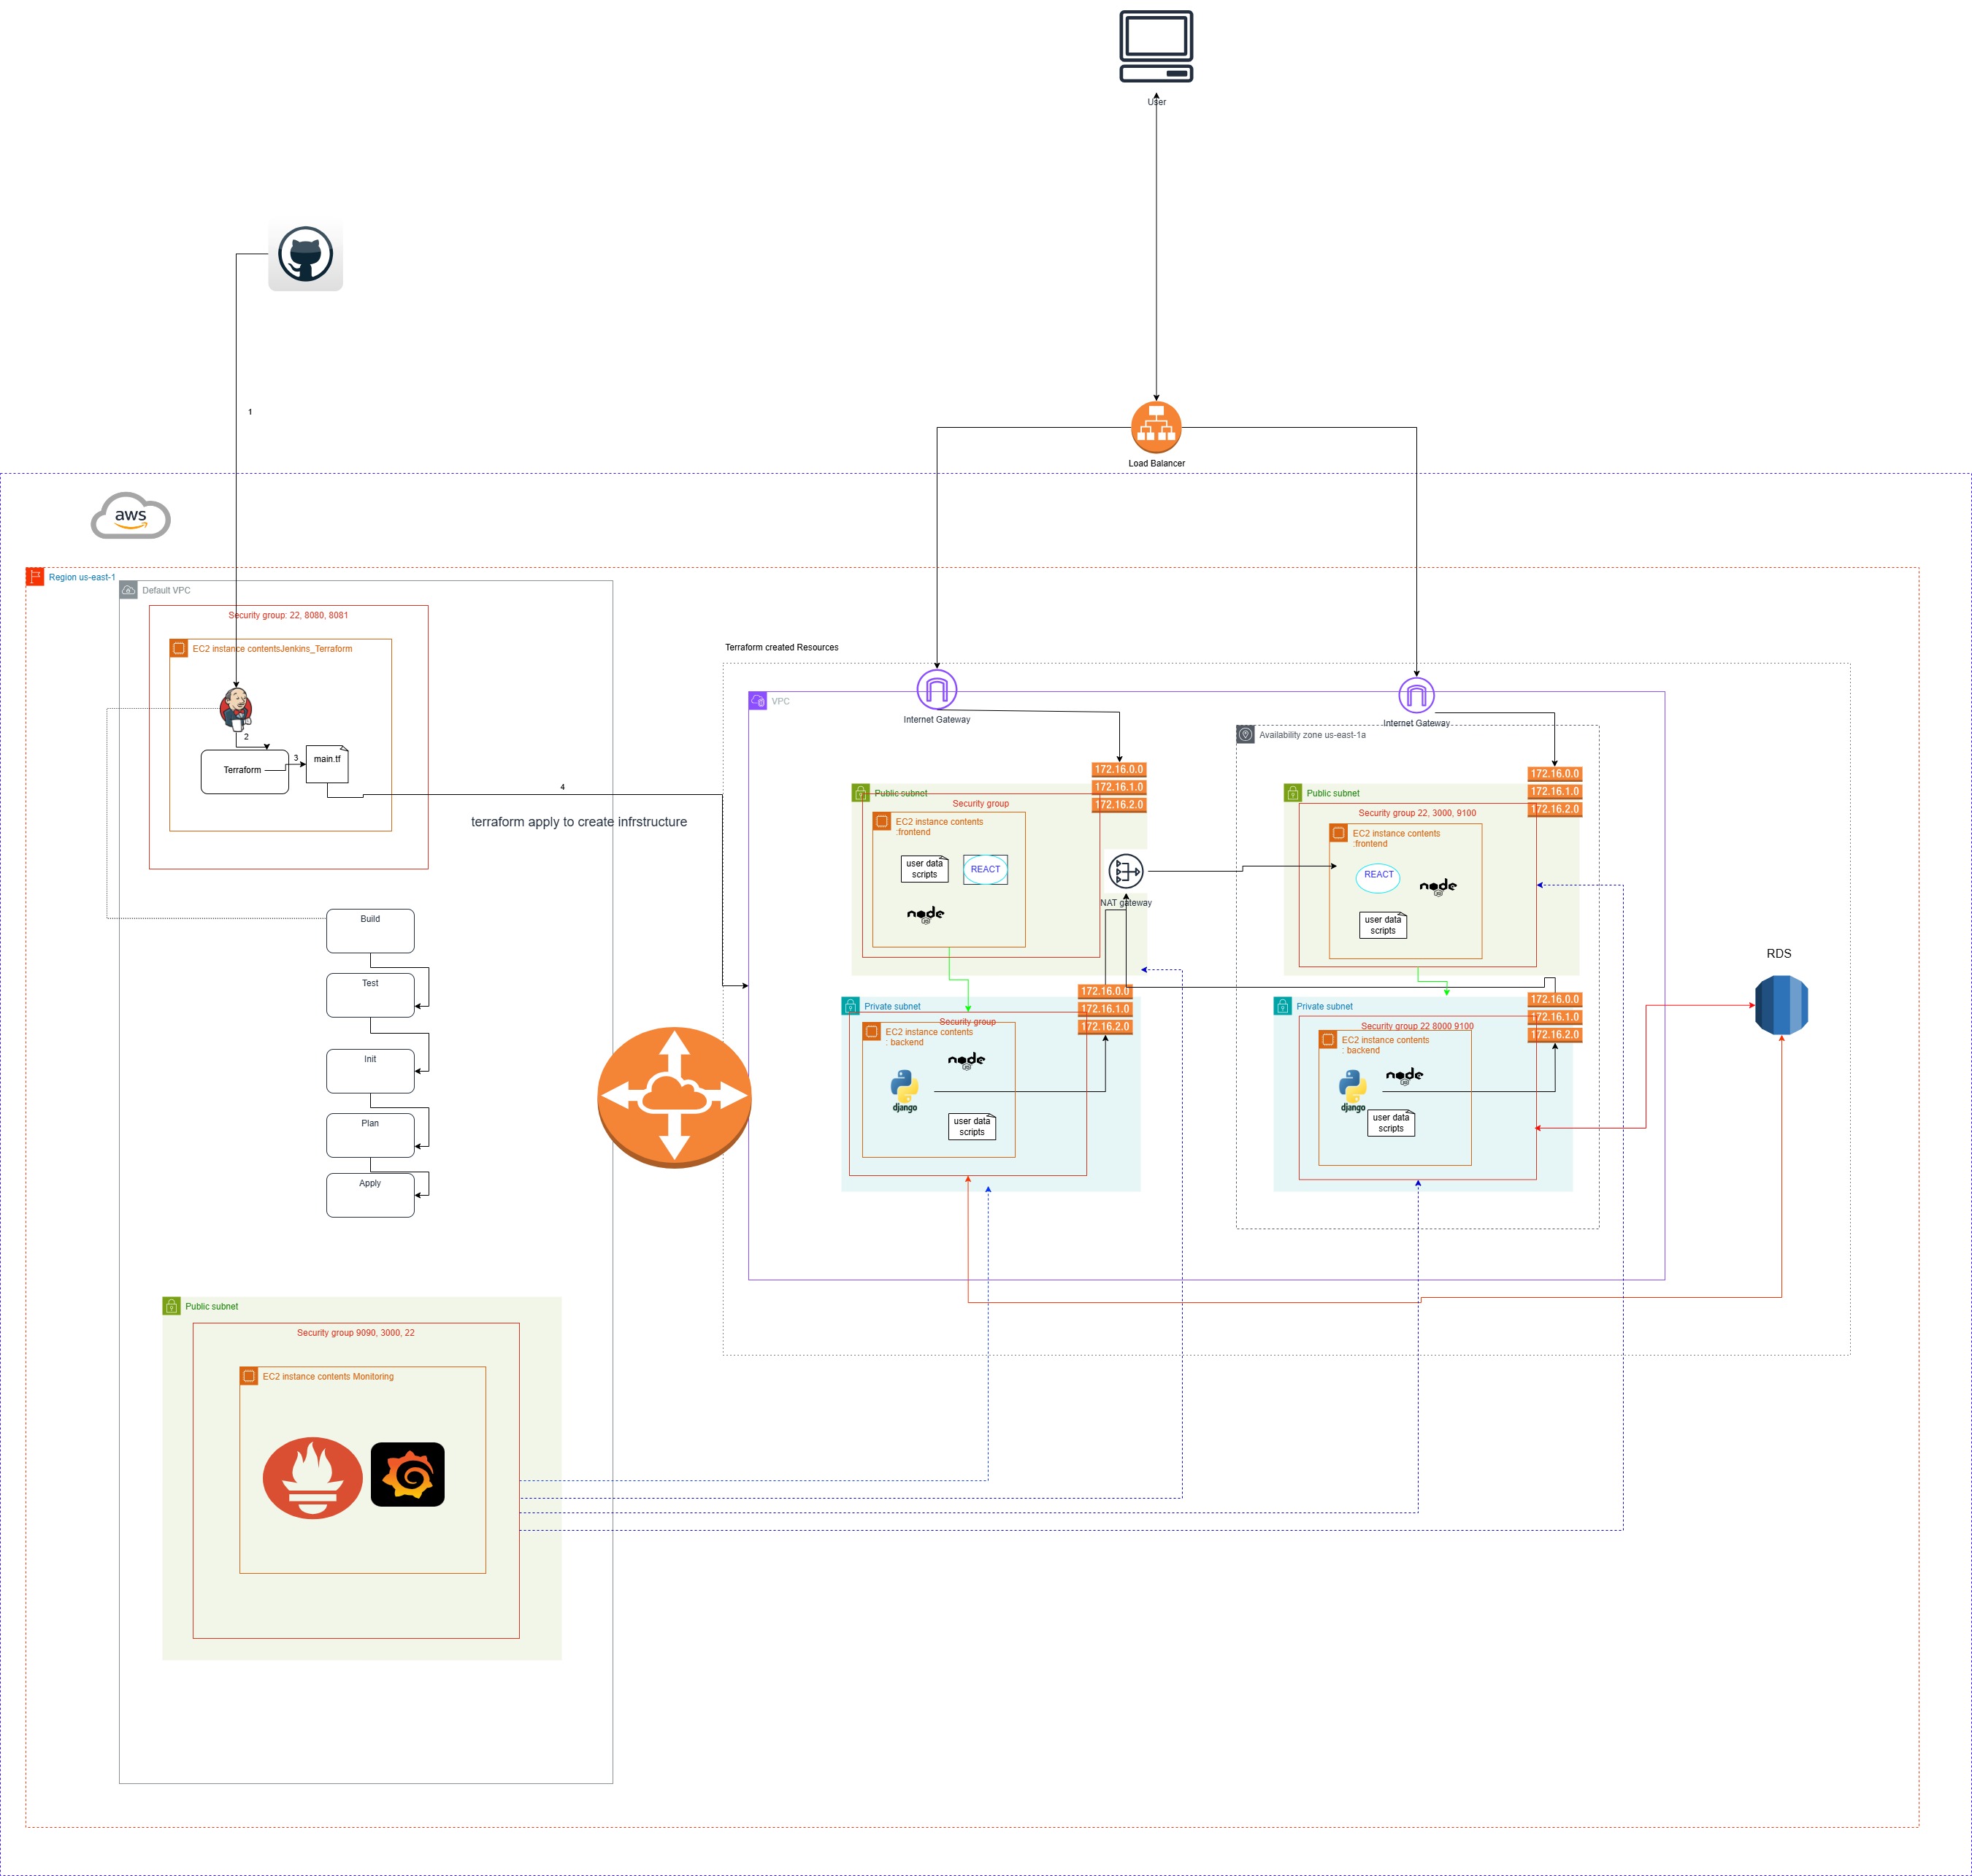 User
1
Load Balancer
aws
Region us-east-1
Default VPC
Security group: 22, 8080, 8081
EC2 instance contentsJenkins_Terraform
2
Terraform
3
main.tf
4
terraform apply to create infrstructure
Build
Test
Init
Plan
Apply
Public subnet
Security group 9090, 3000, 22
EC2 instance contents Monitoring
Terraform created Resources
VPC
Internet Gateway
Internet Gateway
Availability zone us-east-1a
172.16.0.0
172.16.1.0
172.16.2.0
Public subnet
Security group
EC2 instance contents
:frontend
user data
scripts
REACT
node
NAT gateway
172.16.0.0
172.16.1.0
172.16.2.0
Public subnet
Security group 22, 3000, 9100
EC2 instance contents
:frontend
REACT
node
user data
scripts
172.16.0.0
172.16.1.0
172.16.2.0
Private subnet
Security group
EC2 instance contents
: backend
node
django
user data
scripts
172.16.0.0
172.16.1.0
172.16.2.0
Private subnet
Security group 22 8000 9100
EC2 instance contents
: backend
node
django
user data
scripts
RDS